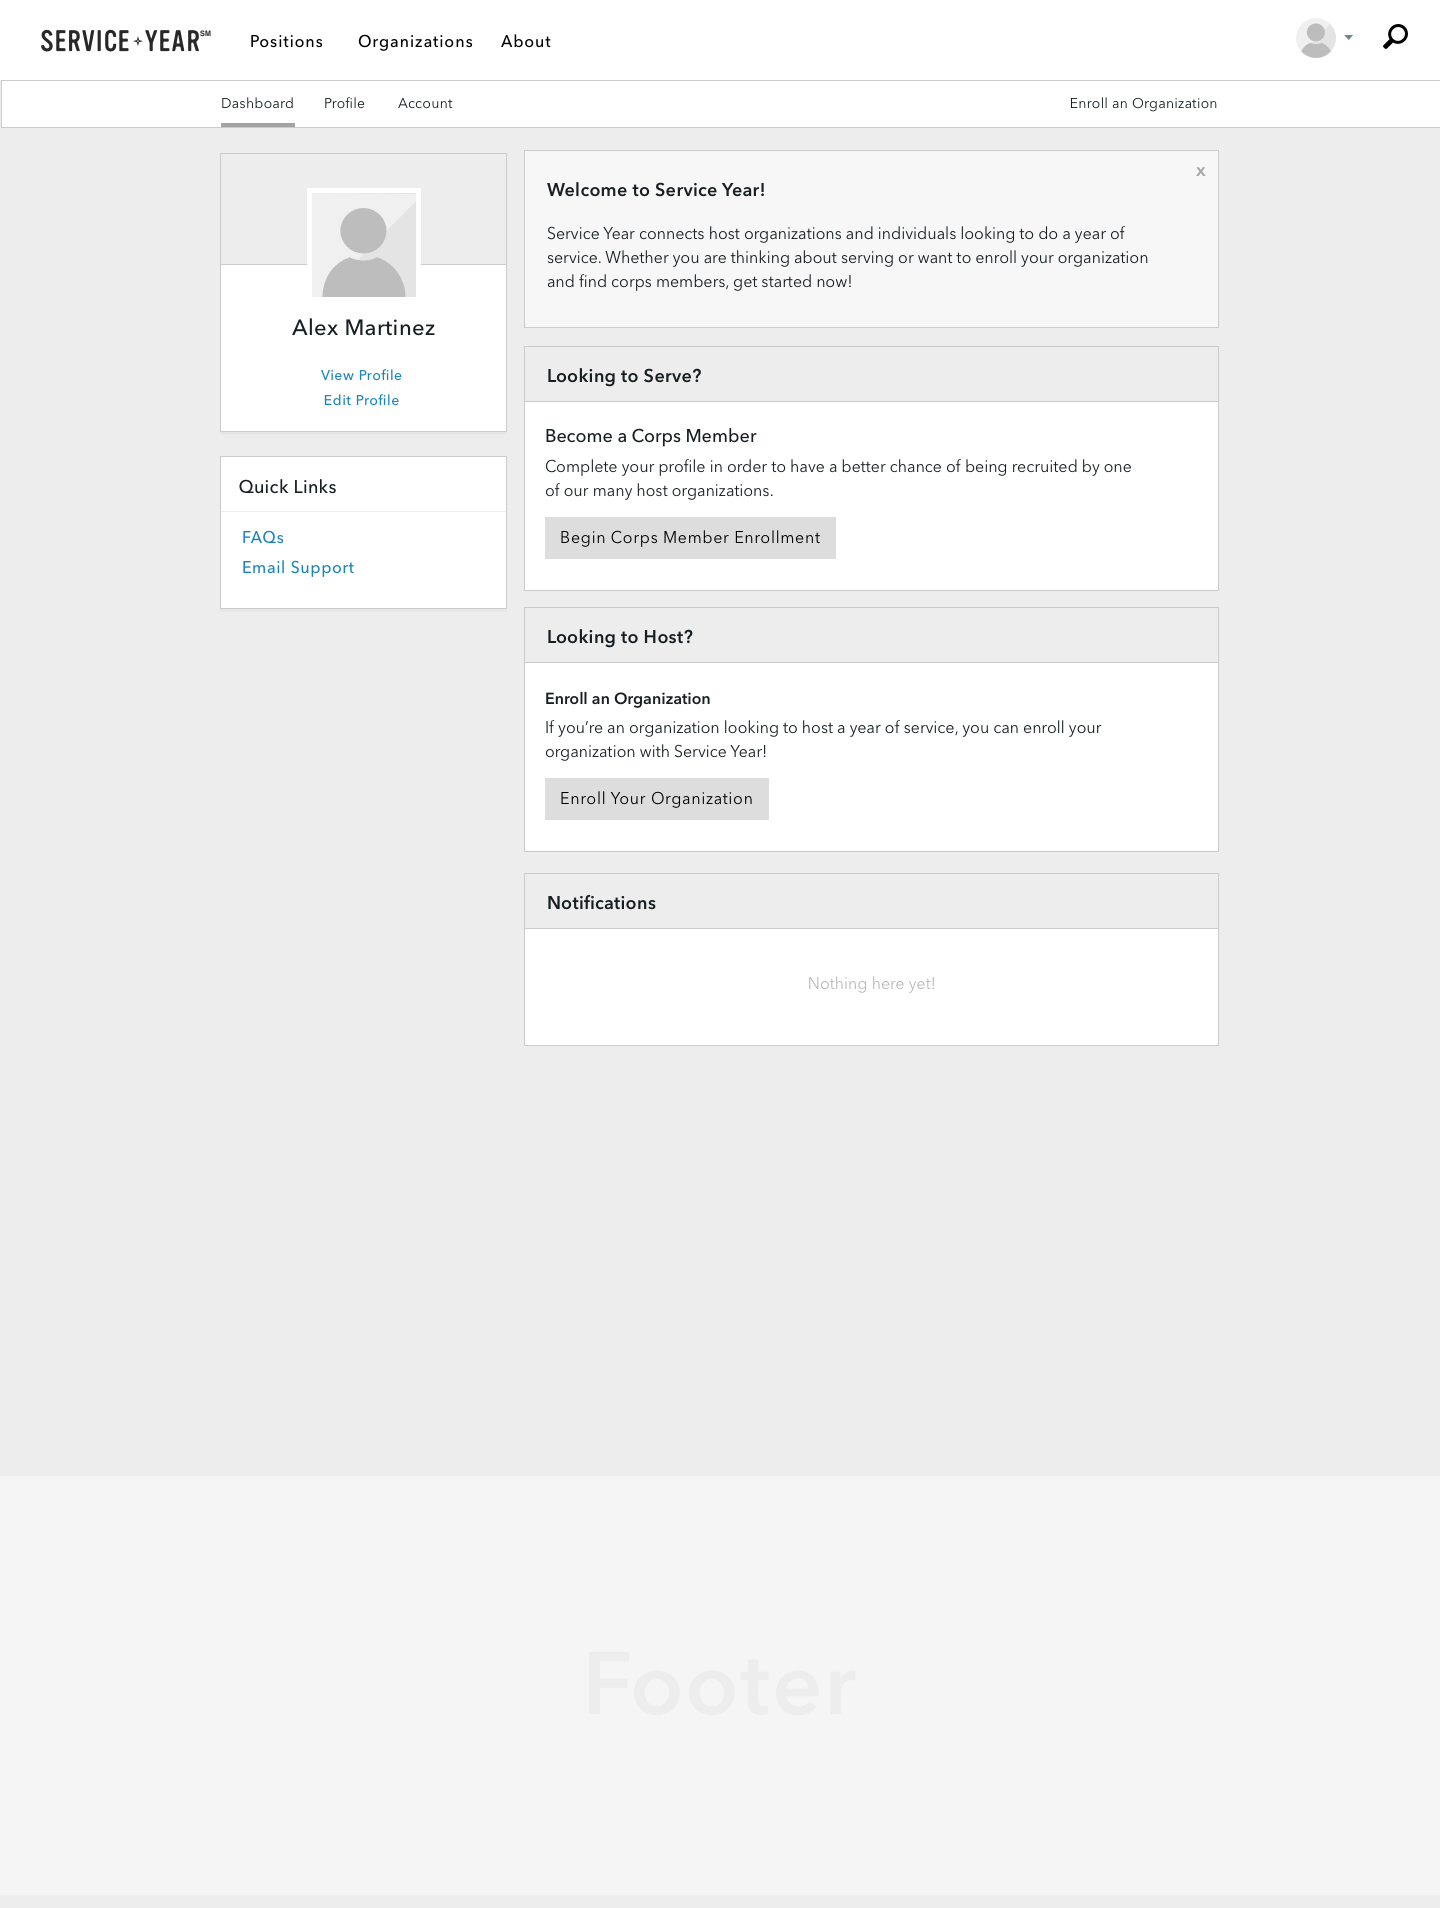 SERVICE YEAR SM
Positions
Organizations
About
Dashboard
Profile
Account
Enroll an Organization
Alex Martinez
View Profile
Edit Profile
Quick Links
FAQs
Email Support
x
Welcome to Service Year!
Service Year connects host organizations and individuals looking to do a year of
service. Whether you are thinking about serving or want to enroll your organization
and find corps members, get started now!
Looking to Serve?
Become a Corps Member
Complete your profile in order to have a better chance of being recruited by one
of our many host organizations.
Begin Corps Member Enrollment
Looking to Host?
Enroll an Organization
If you’re an organization looking to host a year of service, you can enroll your
organization with Service Year!
Enroll Your Organization
Notifications
Nothing here yet!
Footer